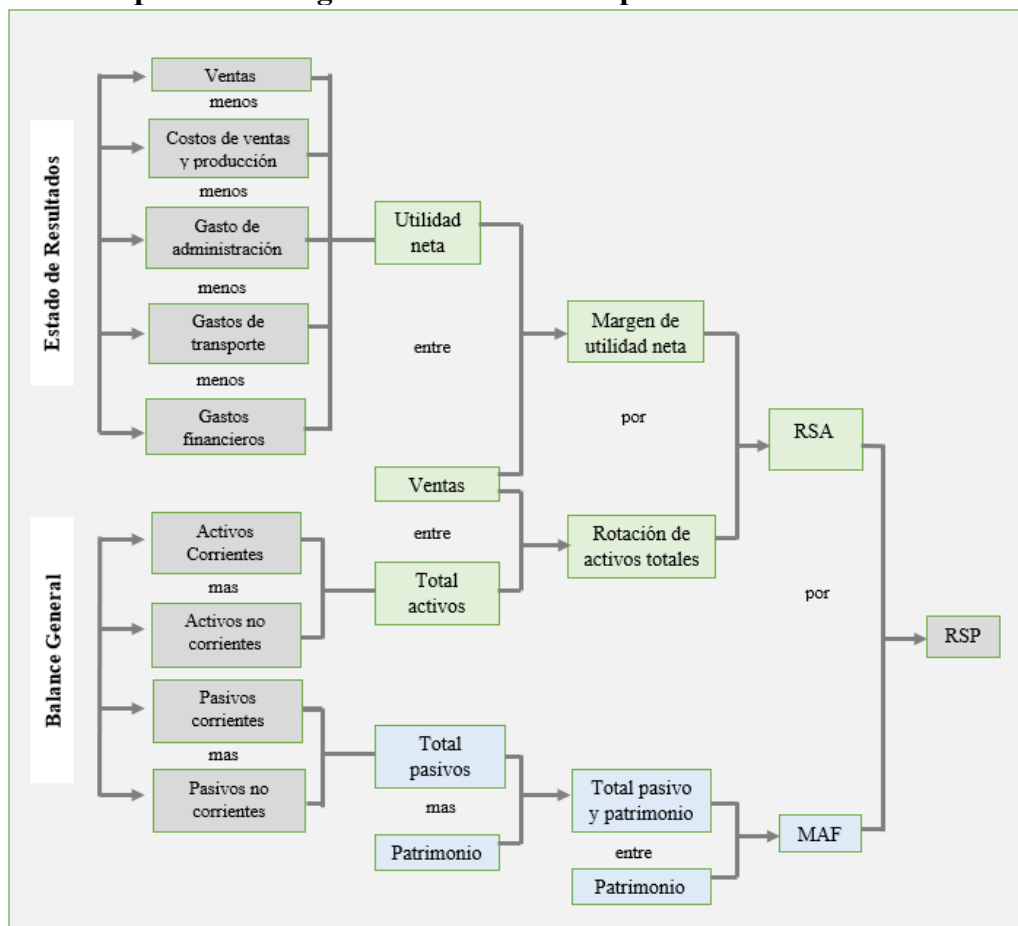 Estado de Resultados
Ventas
menos
Costos de ventas
y producción
menos
Gasto de
administración
menos
Gastos de
transporte
menos
Gastos
financieros
Utilidad
neta
entre
Ventas
entre
Total
activos
Margen de
utilidad neta
por
Rotación de
activos totales
RSA
por
RSP
Balance General
Activos
Corrientes
mas
Activos no
corrientes
Pasivos
corrientes
mas
Pasivos no
corrientes
Total
pasivos
mas
Patrimonio
Total pasivo
y patrimonio
entre
Patrimonio
MAF